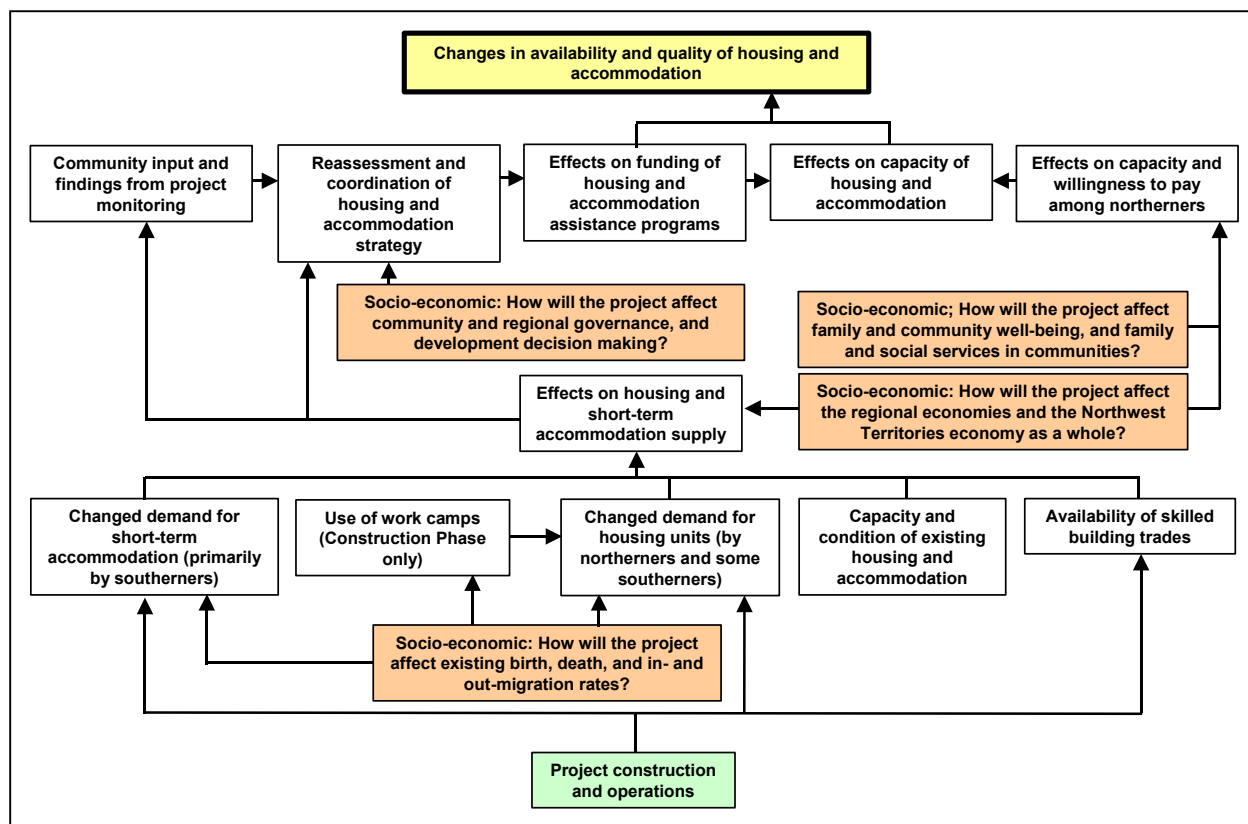 Changes in availability and quality of housing and
accommodation
Community input and
findings from project
monitoring
Reassessment and
coordination of
housing and
accommodation
strategy
Effects on funding of
housing and
accommodation
assistance programs
Effects on capacity of
housing and
accommodation
Effects on capacity and
willingness to pay
among northerners
Socio-economic: How will the project affect
community and regional governance, and
development decision making?
Socio-economic; How will the project affect
family and community well-being, and family
and social services in communities?
Effects on housing and
short-term
accommodation supply
Socio-economic: How will the project affect
the regional economies and the Northwest
Territories economy as a whole?
Changed demand for
short-term
accommodation (primarily
by southerners)
Use of work camps
(Construction Phase
only)
Changed demand for
housing units (by
northerners and some
southerners)
Capacity and
condition of existing
housing and
accommodation
Availability of skilled
building trades
Socio-economic: How will the project
affect existing birth, death, and in- and
out-migration rates?
Project construction
and operations